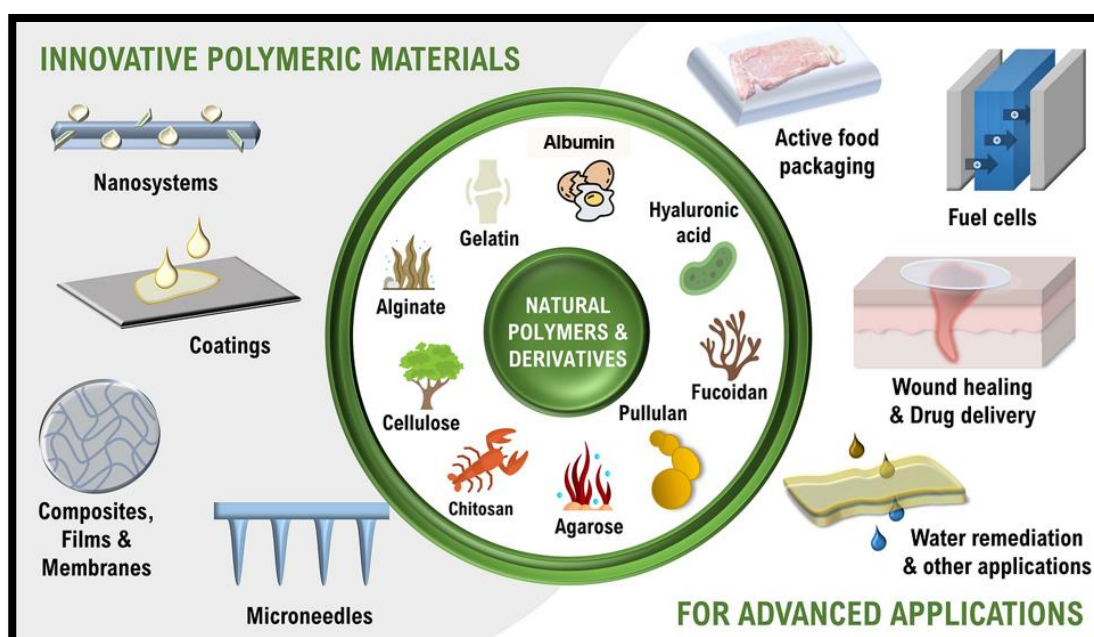 INNOVATIVE POLYMERIC MATERIALS
Nanosystems
Coatings
Composites,
Films &
Membranes
Microneedles
Albumin
Gelatin
Hyaluronic
acid
Alginate
NATURAL
POLYMERS &
DERIVATIVES
Cellulose
Fucoidan
Pullulan
Chitosan
Agarose
Active food
packaging
Fuel cells
Wound healing
& Drug delivery
Water remediation
& other applications
FOR ADVANCED APPLICATIONS